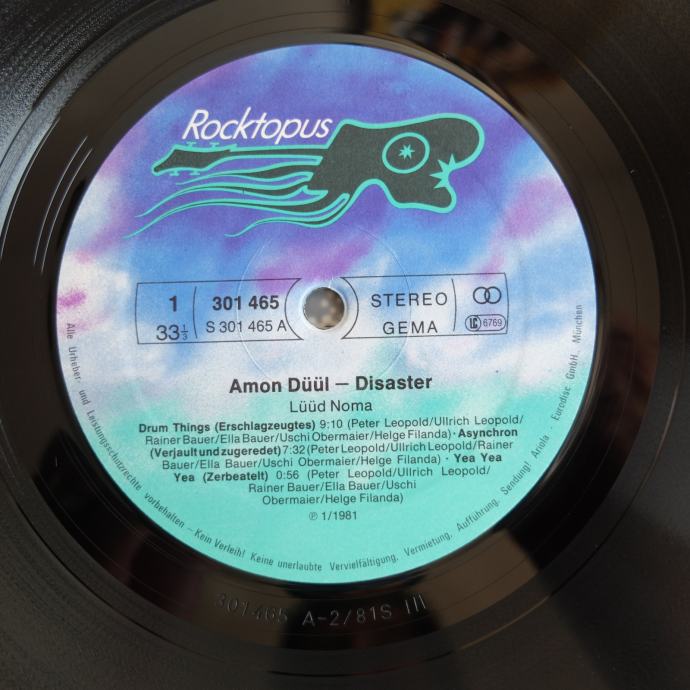 Rocktopus
1 301 465 STEREO
33 1/3 S 301 465 A GEMA LC 6769
Amon Düül – Disaster
Lüüd Noma
Drum Things (Erschlagzeugtes) 9:10 (Peter Leopold/Ullrich Leopold/
Rainer Bauer/Ella Bauer/Uschi Obermaier/Helge Filanda) · Asynchron
(Verjault und zugeredet) 7:32 (Peter Leopold/Ullrich Leopold/Rainer
Bauer/Ella Bauer/Uschi Obermaier/Helge Filanda) · Yea Yea
Yea (Zerbeatelt) 0:56 (Peter Leopold/Ullrich Leopold/
Rainer Bauer/Ella Bauer/Uschi
Obermaier/Helge Filanda)
℗ 1/1981
Alle Urheber- und Leistungsschutzrechte vorbehalten – Kein Verleih! Keine unerlaubte Vervielfältigung, Vermietung, Aufführung, Sendung! Ariola - Eurodisc GmbH. München
301465 A-2/81S III